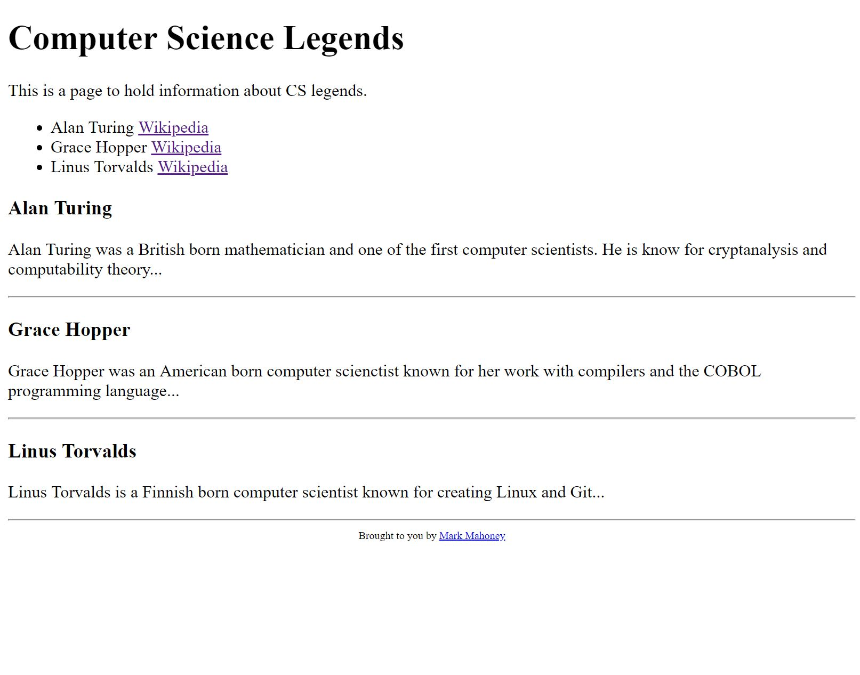 Computer Science Legends
This is a page to hold information about CS legends.
Alan Turing Wikipedia
Grace Hopper Wikipedia
Linus Torvalds Wikipedia
Alan Turing
Alan Turing was a British born mathematician and one of the first computer scientists. He is know for cryptanalysis and
computability theory...
Grace Hopper
Grace Hopper was an American born computer scienctist known for her work with compilers and the COBOL
programming language...
Linus Torvalds
Linus Torvalds is a Finnish born computer scientist known for creating Linux and Git...
Brought to you by Mark Mahoney